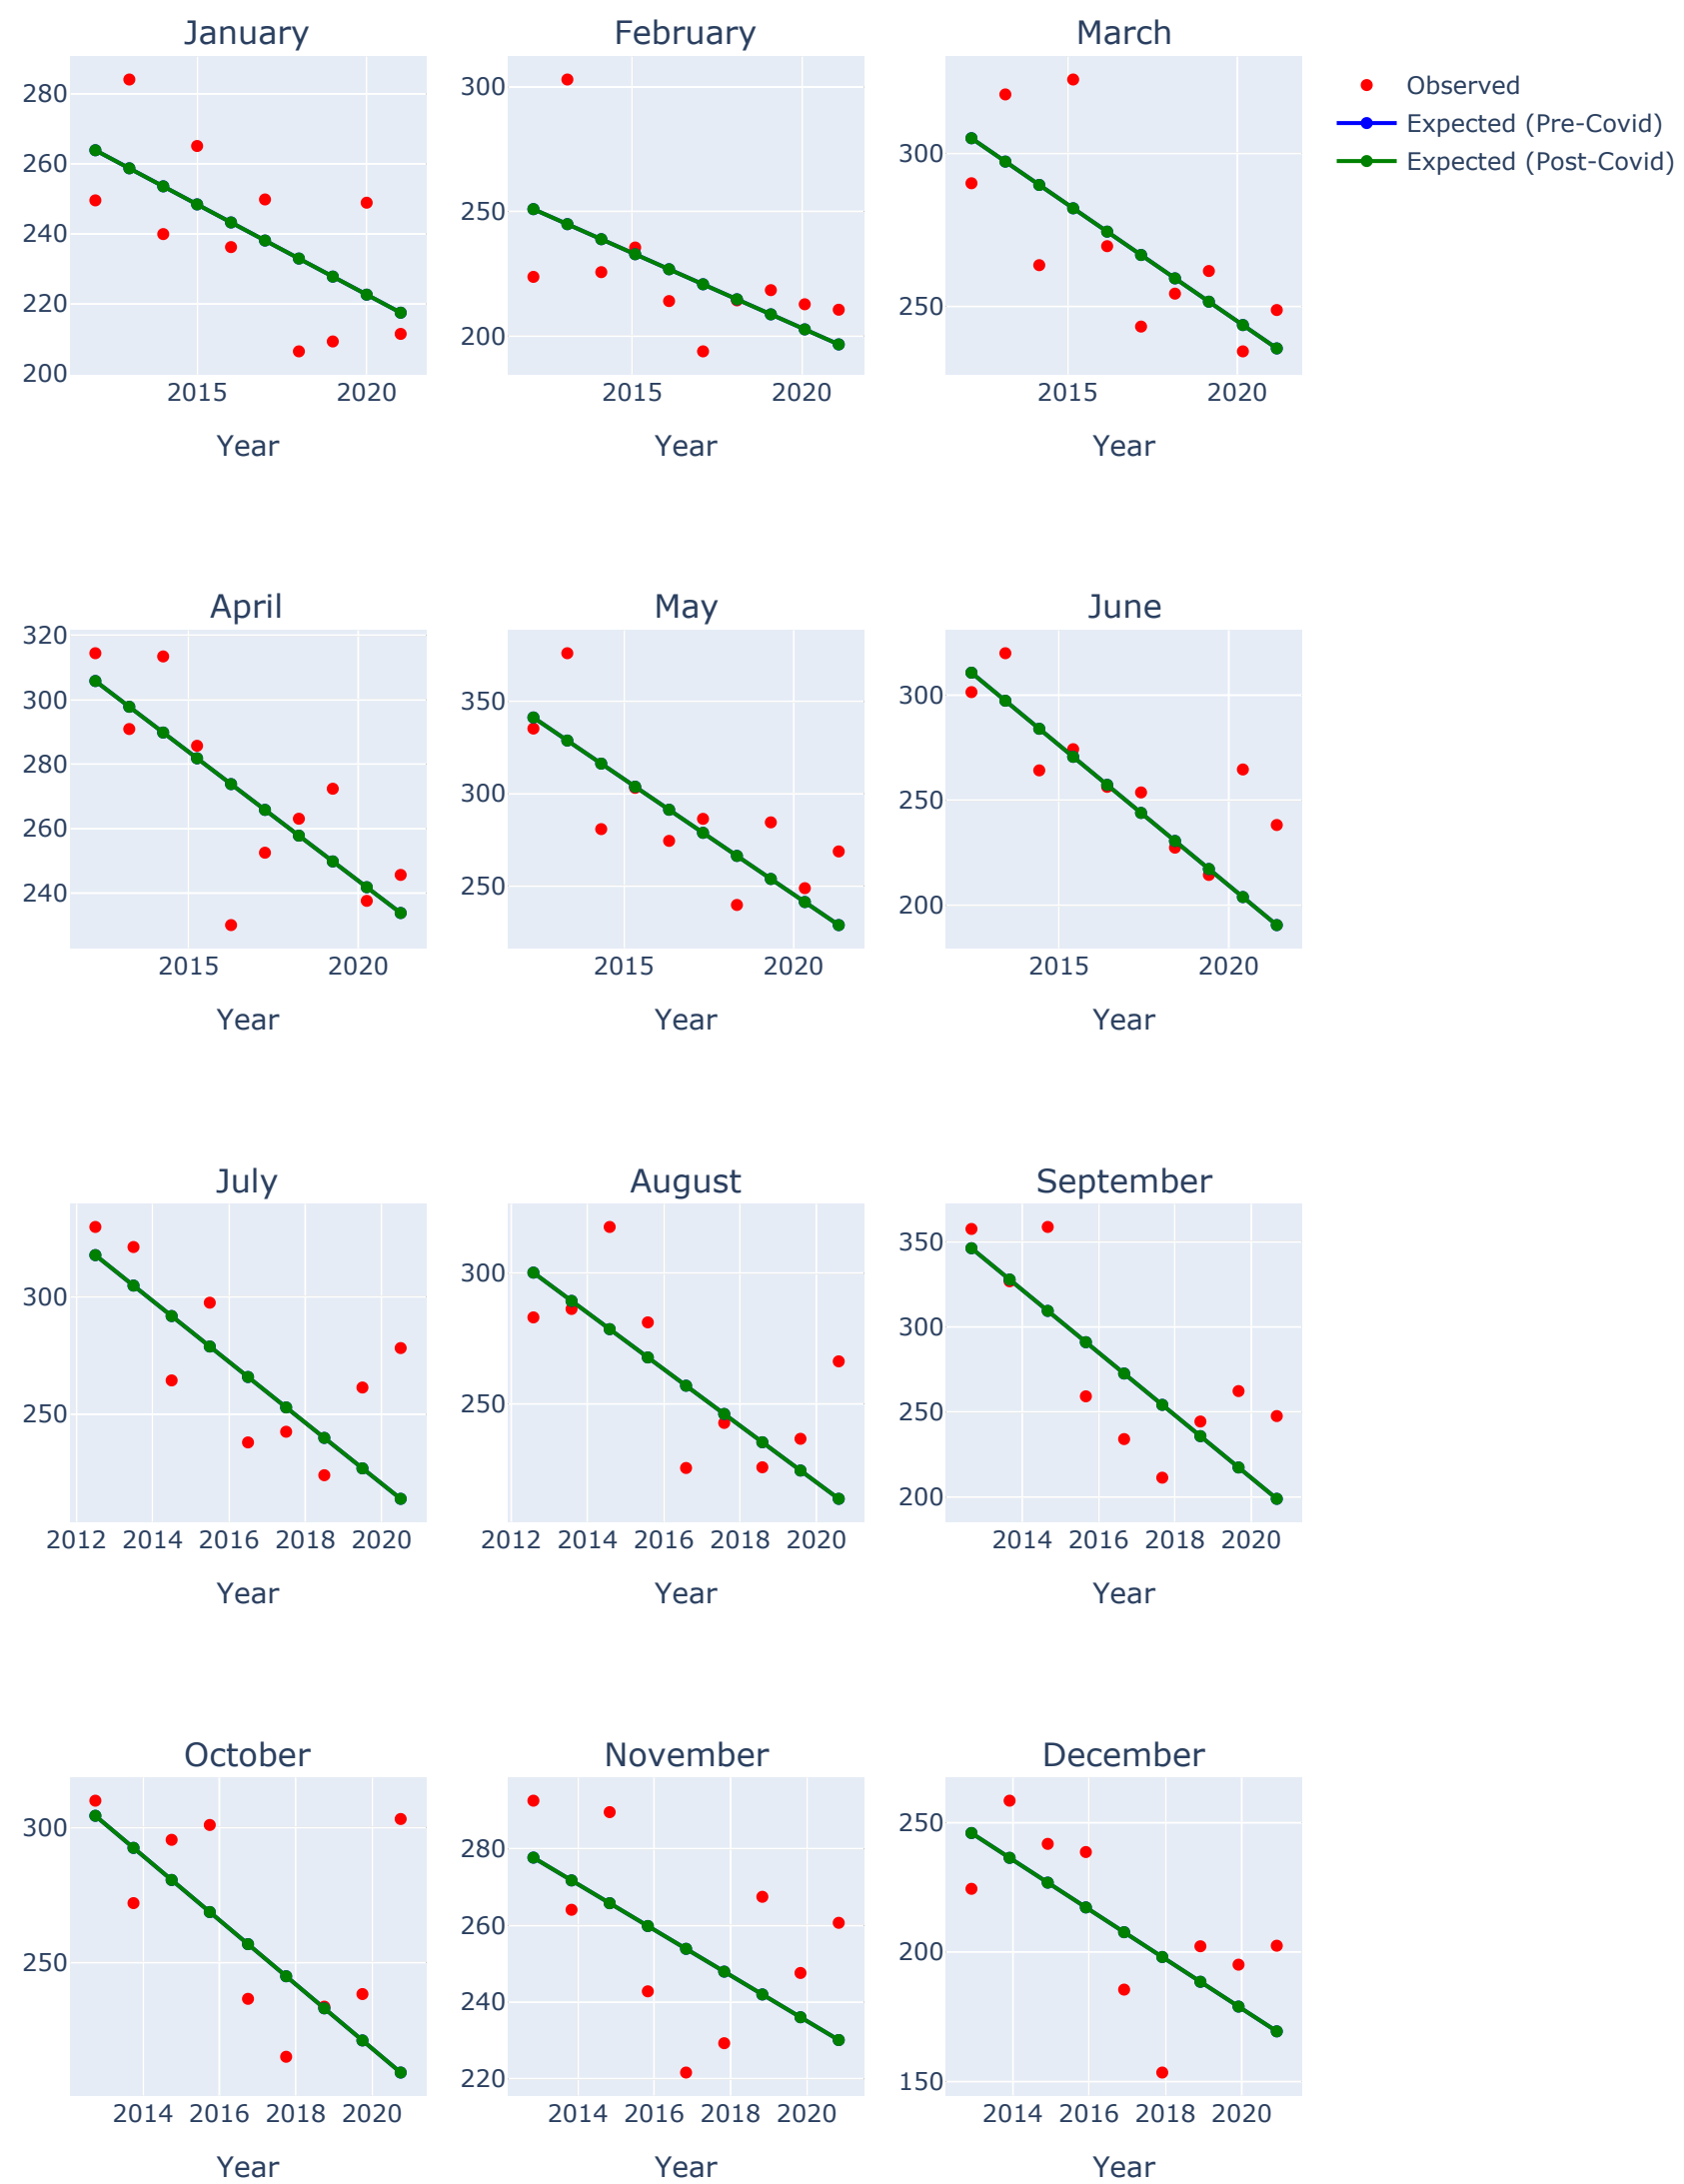 January
February
March
280
260
240
220
200
2015
2020
Year
300
250
200
2015
2020
Year
300
250
2015
2020
Year
Observed
Expected (Pre-Covid)
Expected (Post-Covid)
April
May
June
320
300
280
260
240
2015
2020
Year
350
300
250
2015
2020
Year
300
250
200
2015
2020
Year
July
August
September
300
250
2012
2014
2016
2018
2020
Year
300
250
2012
2014
2016
2018
2020
Year
350
300
250
200
2014
2016
2018
2020
Year
October
November
December
300
250
2014
2016
2018
2020
Year
280
260
240
220
2014
2016
2018
2020
Year
250
200
150
2014
2016
2018
2020
Year